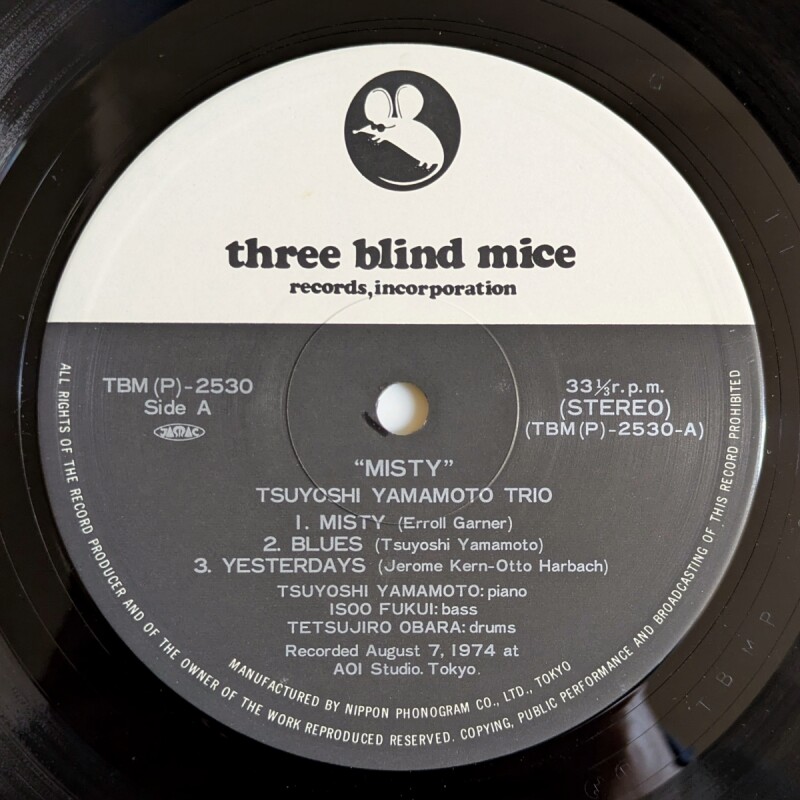 three blind mice
records, incorporation
TBM (P)-2530
Side A
JASRAC
33⅓ r.p.m.
(STEREO)
(TBM (P)-2530-A)
“MISTY”
TSUYOSHI YAMAMOTO TRIO
1. MISTY (Erroll Garner)
2. BLUES (Tsuyoshi Yamamoto)
3. YESTERDAYS (Jerome Kern-Otto Harbach)
TSUYOSHI YAMAMOTO: piano
ISOO FUKUI: bass
TETSUJIRO OBARA: drums
Recorded August 7, 1974 at
AOI Studio. Tokyo.
MANUFACTURED BY NIPPON PHONOGRAM CO., LTD., TOKYO
ALL RIGHTS OF THE RECORD PRODUCER AND OF THE OWNER OF THE WORK REPRODUCED RESERVED. COPYING, PUBLIC PERFORMANCE AND BROADCASTING OF THIS RECORD PROHIBITED
T B M P